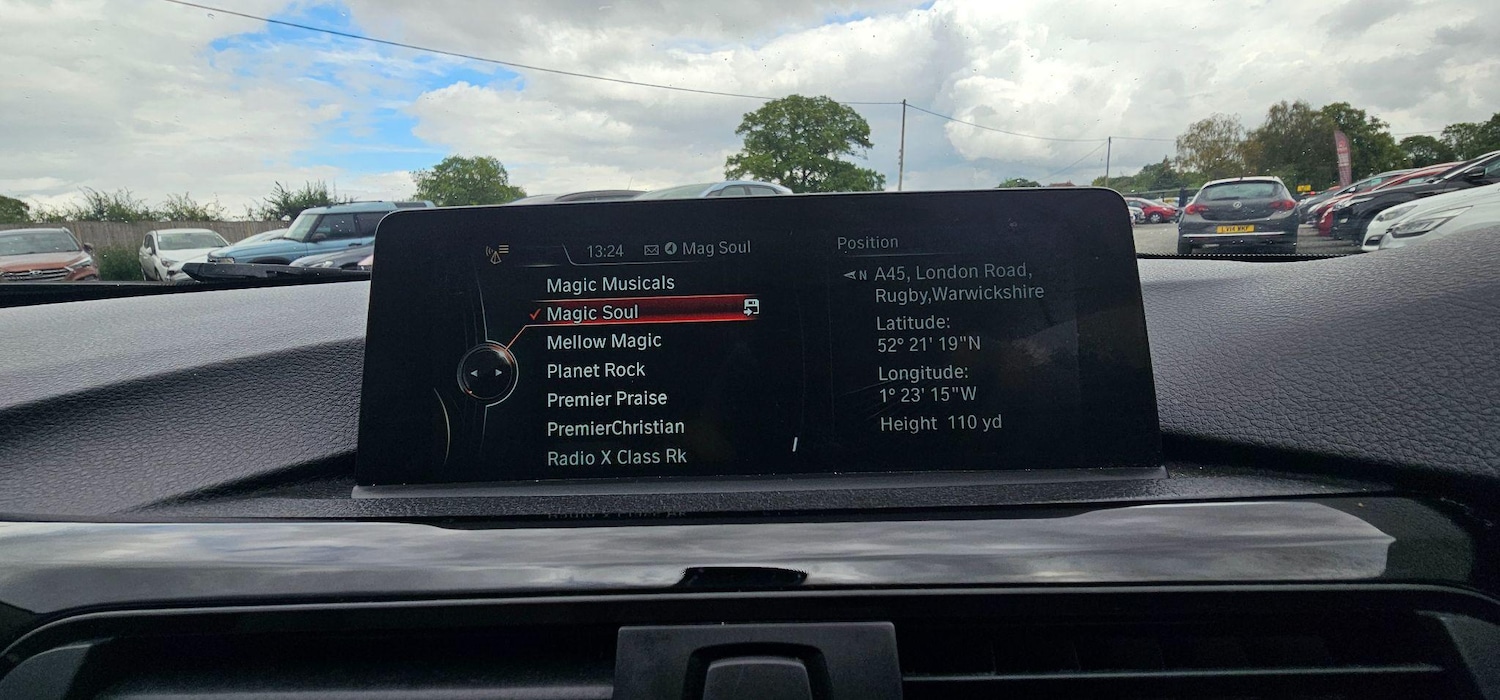 13:24 Mag Soul
Magic Musicals
Magic Soul
Mellow Magic
Planet Rock
Premier Praise
PremierChristian
Radio X Class Rk
Position
N A45, London Road,
Rugby,Warwickshire
Latitude:
52° 21' 19"N
Longitude:
1° 23' 15"W
Height 110 yd